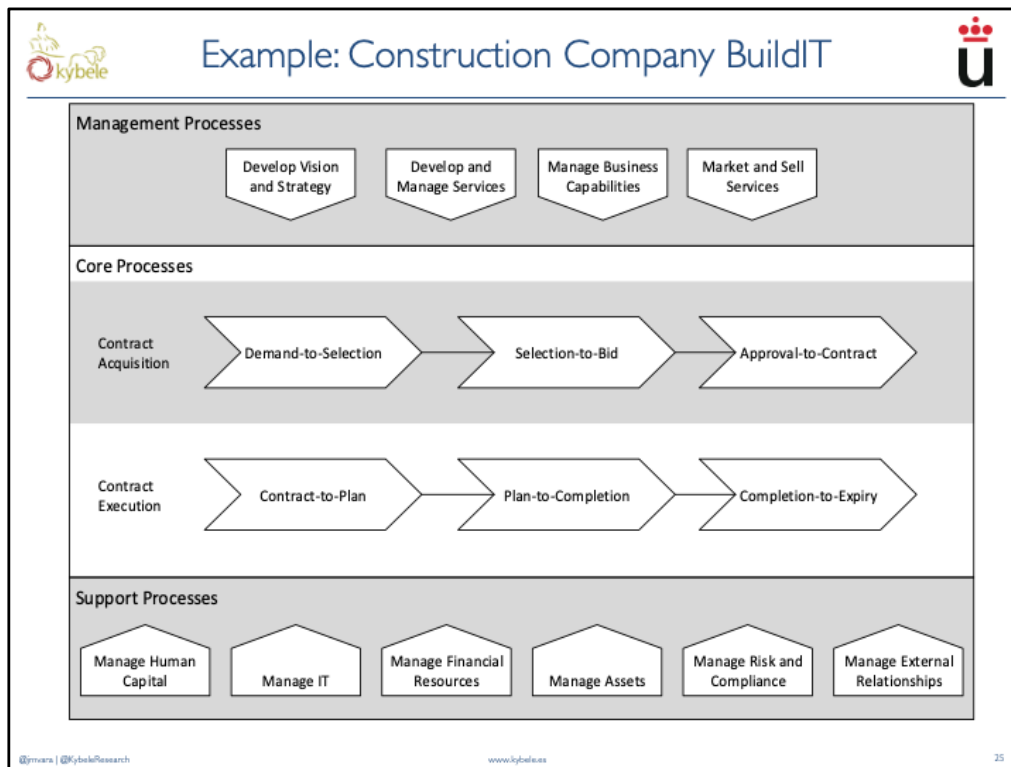 kybele
Example: Construction Company BuildIT
u
Management Processes
Develop Vision
and Strategy
Develop and
Manage Services
Manage Business
Capabilities
Market and Sell
Services
Core Processes
Contract
Acquisition
Demand-to-Selection
Selection-to-Bid
Approval-to-Contract
Contract
Execution
Contract-to-Plan
Plan-to-Completion
Completion-to-Expiry
Support Processes
Manage Human
Capital
Manage IT
Manage Financial
Resources
Manage Assets
Manage Risk and
Compliance
Manage External
Relationships
@jmvara | @KybeleResearch
www.kybele.es
25